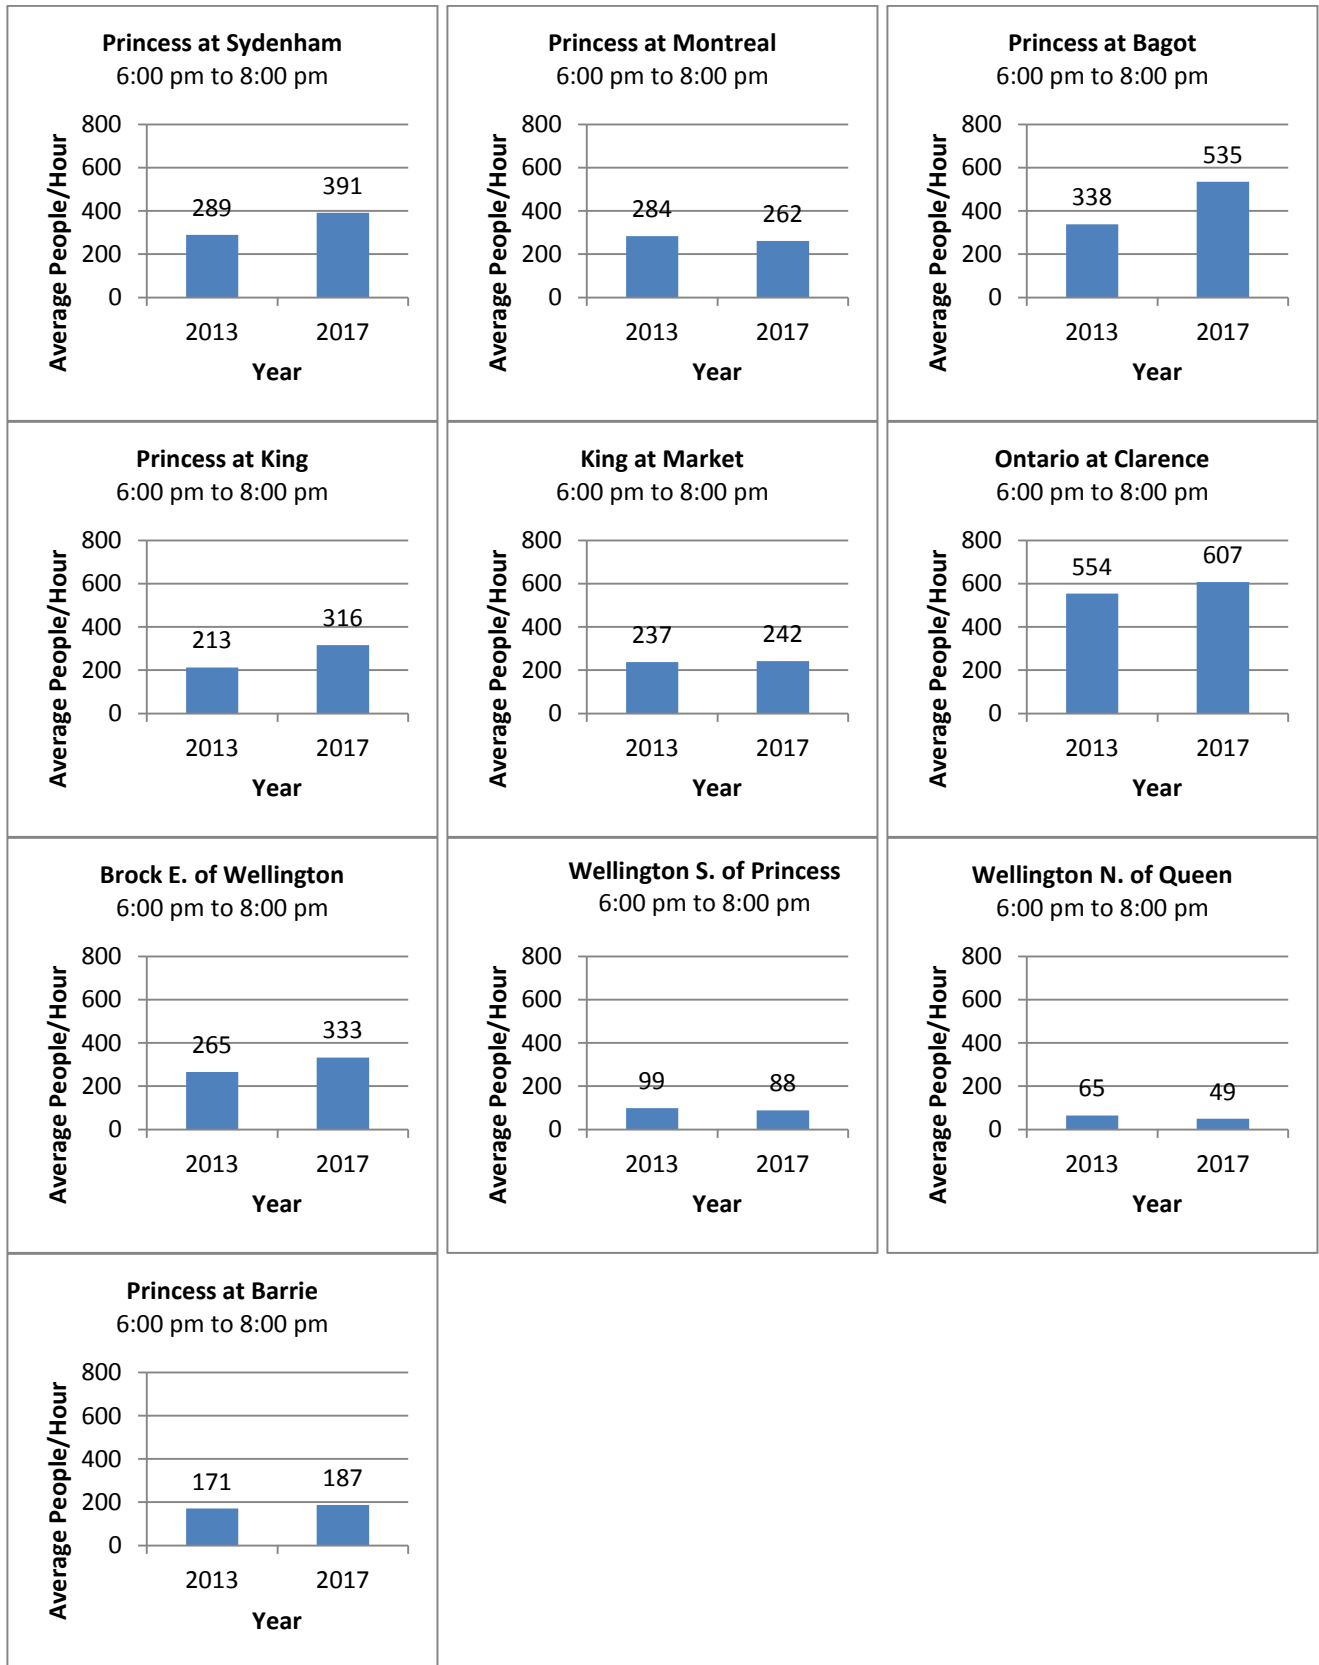 Princess at Sydenham
6:00 pm to 8:00 pm
Average People/Hour
800
600
400
200
0
289
391
2013
2017
Year
Princess at Montreal
6:00 pm to 8:00 pm
Average People/Hour
800
600
400
200
0
284
262
2013
2017
Year
Princess at Bagot
6:00 pm to 8:00 pm
Average People/Hour
800
600
400
200
0
338
535
2013
2017
Year
Princess at King
6:00 pm to 8:00 pm
Average People/Hour
800
600
400
200
0
213
316
2013
2017
Year
King at Market
6:00 pm to 8:00 pm
Average People/Hour
800
600
400
200
0
237
242
2013
2017
Year
Ontario at Clarence
6:00 pm to 8:00 pm
Average People/Hour
800
600
400
200
0
554
607
2013
2017
Year
Brock E. of Wellington
6:00 pm to 8:00 pm
Average People/Hour
800
600
400
200
0
265
333
2013
2017
Year
Wellington S. of Princess
6:00 pm to 8:00 pm
Average People/Hour
800
600
400
200
0
99
88
2013
2017
Year
Wellington N. of Queen
6:00 pm to 8:00 pm
Average People/Hour
800
600
400
200
0
65
49
2013
2017
Year
Princess at Barrie
6:00 pm to 8:00 pm
Average People/Hour
800
600
400
200
0
171
187
2013
2017
Year